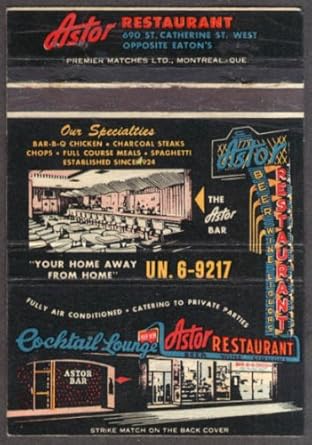 Astor RESTAURANT
690 ST. CATHERINE ST. WEST
OPPOSITE EATON'S
PREMIER MATCHES LTD., MONTREAL, QUE
Our Specialties
BAR-B-Q CHICKEN • CHARCOAL STEAKS
CHOPS • FULL COURSE MEALS • SPAGHETTI
ESTABLISHED SINCE 1924
Astor
RESTAURANT
BEER WINE LIQUORS
THE
Astor
BAR
"YOUR HOME AWAY
FROM HOME"
UN. 6-9217
FULLY AIR CONDITIONED • CATERING TO PRIVATE PARTIES
Cocktail Lounge
Astor RESTAURANT
BEER WINE LIQUORS
ASTOR
BAR
STRIKE MATCH ON THE BACK COVER